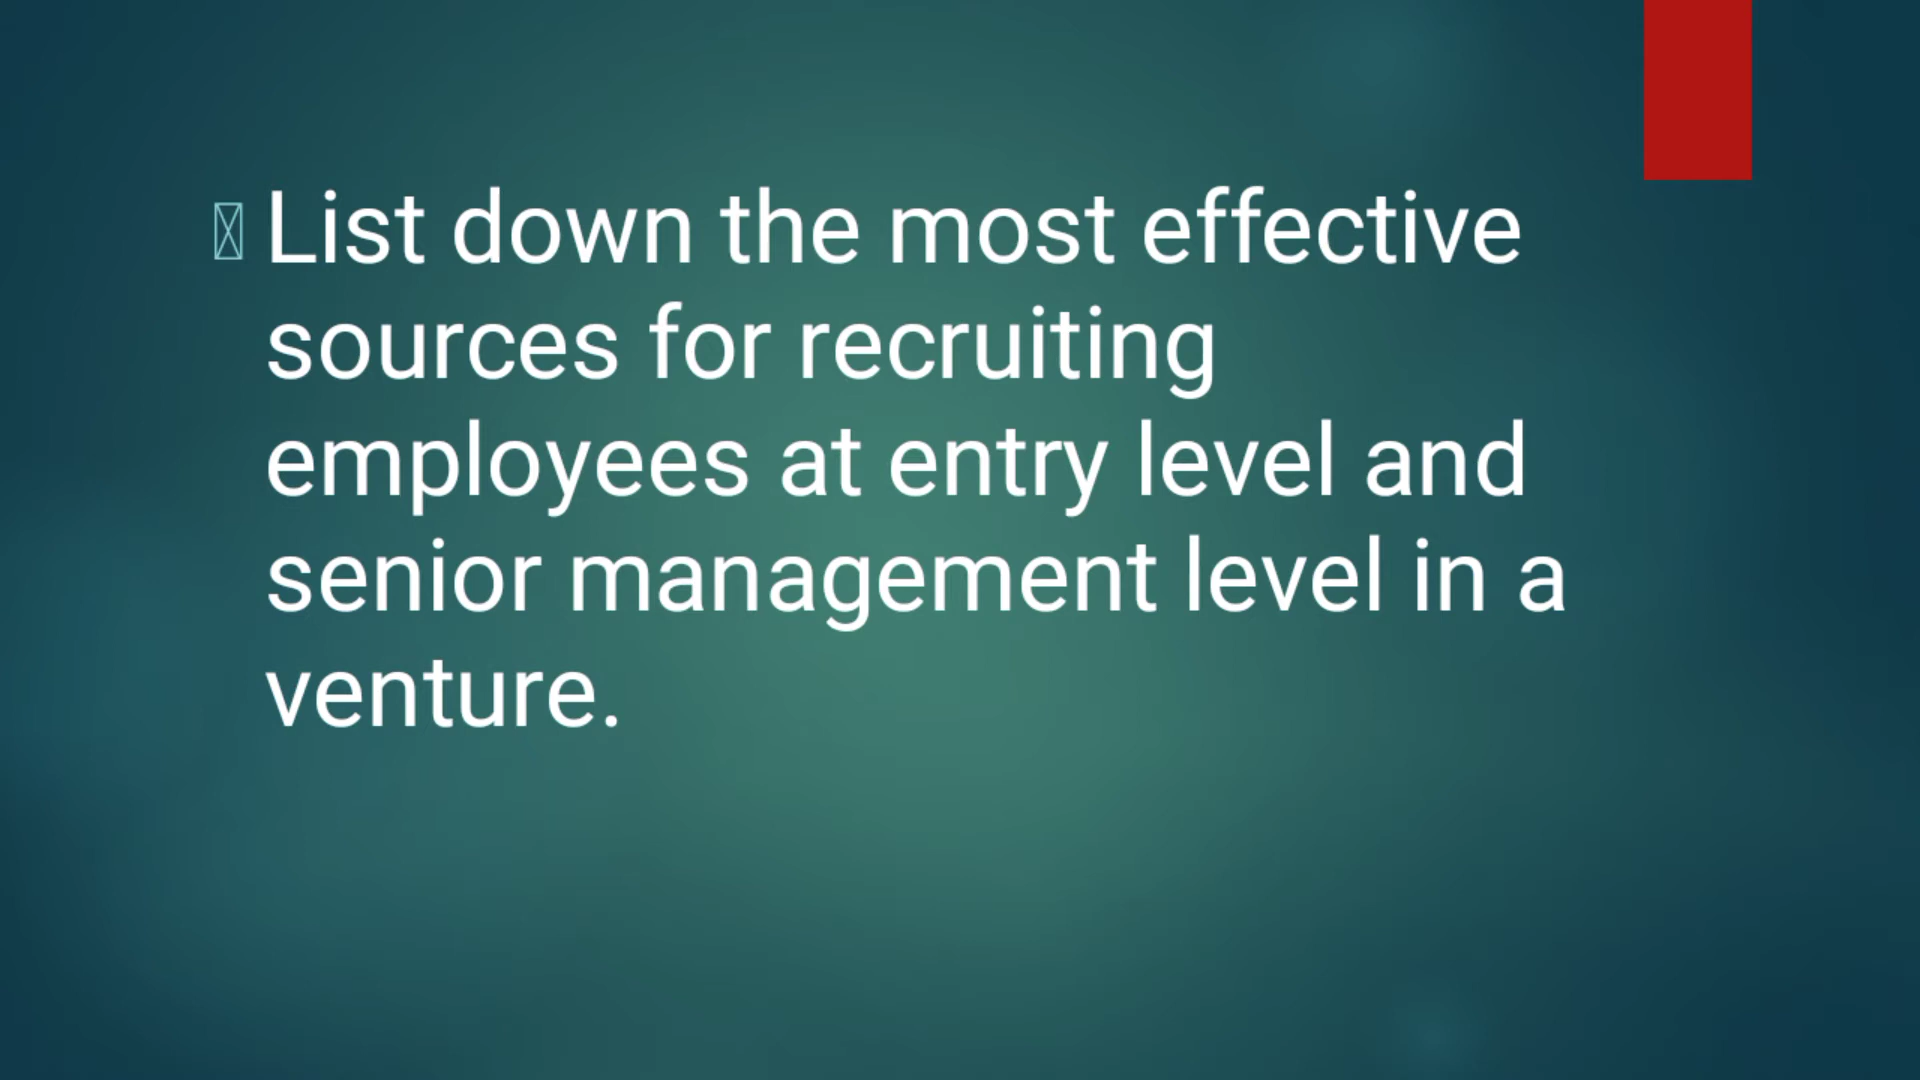 List down the most effective
sources for recruiting
employees at entry level and
senior management level in a
venture.